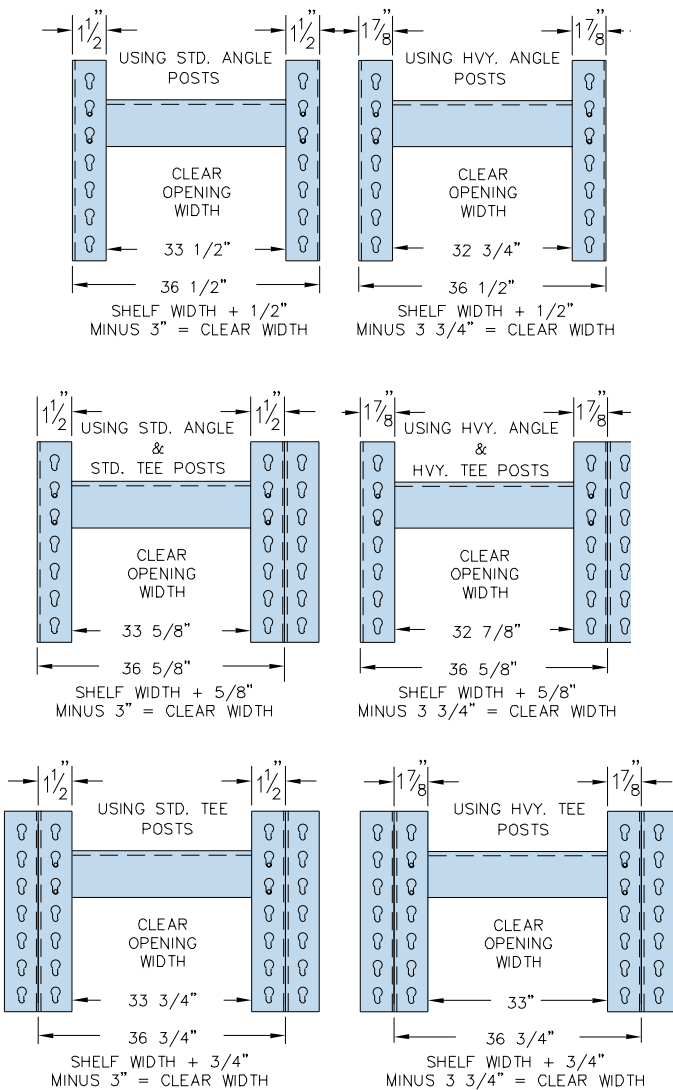 1 1/2"
1 1/2"
USING STD. ANGLE
POSTS
CLEAR
OPENING
WIDTH
33 1/2"
36 1/2"
SHELF WIDTH + 1/2"
MINUS 3" = CLEAR WIDTH
1 7/8"
1 7/8"
USING HVY. ANGLE
POSTS
CLEAR
OPENING
WIDTH
32 3/4"
36 1/2"
SHELF WIDTH + 1/2"
MINUS 3 3/4" = CLEAR WIDTH
1 1/2"
1 1/2"
USING STD. ANGLE
&
STD. TEE POSTS
CLEAR
OPENING
WIDTH
33 5/8"
36 5/8"
SHELF WIDTH + 5/8"
MINUS 3" = CLEAR WIDTH
1 7/8"
1 7/8"
USING HVY. ANGLE
&
HVY. TEE POSTS
CLEAR
OPENING
WIDTH
32 7/8"
36 5/8"
SHELF WIDTH + 5/8"
MINUS 3 3/4" = CLEAR WIDTH
1 1/2"
1 1/2"
USING STD. TEE
POSTS
CLEAR
OPENING
WIDTH
33 3/4"
36 3/4"
SHELF WIDTH + 3/4"
MINUS 3" = CLEAR WIDTH
1 7/8"
1 7/8"
USING HVY. TEE
POSTS
CLEAR
OPENING
WIDTH
33"
36 3/4"
SHELF WIDTH + 3/4"
MINUS 3 3/4" = CLEAR WIDTH